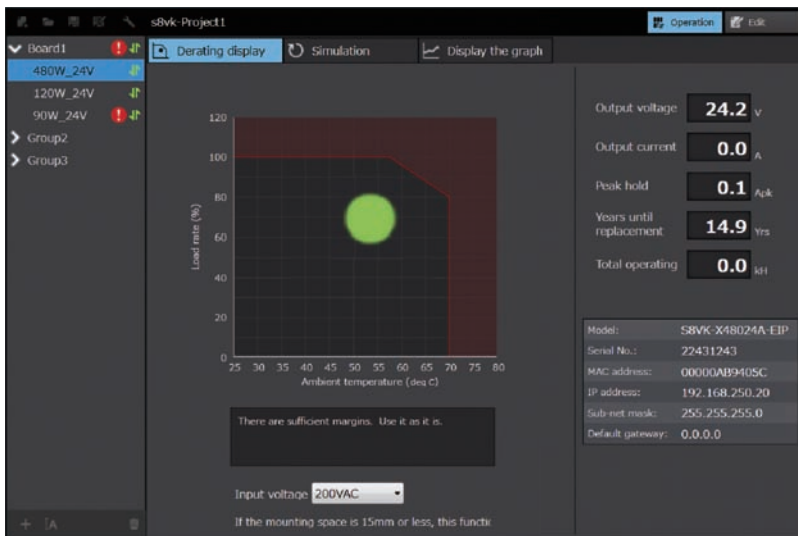 s8vk-Project1
Operation
Edit
Board1
480W_24V
120W_24V
90W_24V
Group2
Group3
Derating display
Simulation
Display the graph
120
100
80
60
40
20
0
Load rate (%)
25 30 35 40 45 50 55 60 65 70 75 80
Ambient temperature (deg C)
There are sufficient margins. Use it as it is.
Input voltage 200VAC
If the mounting space is 15mm or less, this functic
Output voltage 24.2 V
Output current 0.0 A
Peak hold 0.1 Apk
Years until
replacement 14.9 Yrs
Total operating 0.0 kH
Model: S8VK-X48024A-EIP
Serial No.: 22431243
MAC address: 00000AB9405C
IP address: 192.168.250.20
Sub-net mask: 255.255.255.0
Default gateway: 0.0.0.0